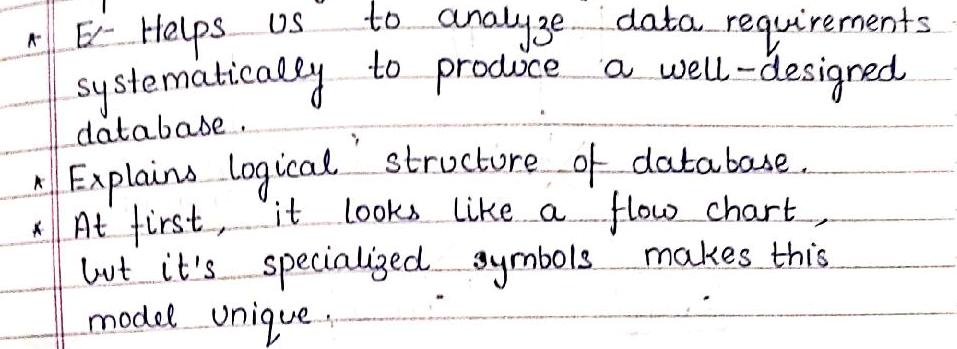 * E- Helps us to analyze data requirements
systematically to produce a well-designed
database.
* Explains logical structure of database.
* At first, it looks like a flow chart,
but it's specialized symbols makes this
model unique.